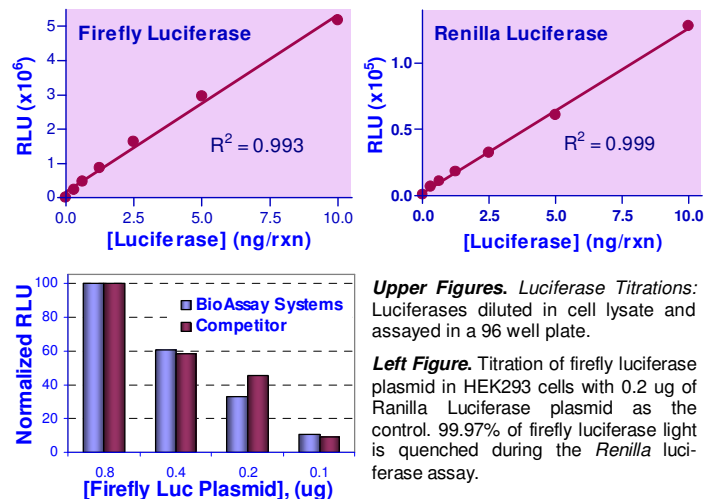 Firefly Luciferase
RLU (x10⁶)
5
4
3
2
1
0
R² = 0.993
0.0 2.5 5.0 7.5 10.0
[Luciferase] (ng/rxn)
Renilla Luciferase
RLU (x10⁵)
1.0
0.5
0.0
R² = 0.999
0.0 2.5 5.0 7.5 10.0
[Luciferase] (ng/rxn)
Normalized RLU
100
80
60
40
20
0
BioAssay Systems
Competitor
0.8 0.4 0.2 0.1
[Firefly Luc Plasmid], (ug)
Upper Figures. Luciferase Titrations:
Luciferases diluted in cell lysate and
assayed in a 96 well plate.
Left Figure. Titration of firefly luciferase
plasmid in HEK293 cells with 0.2 ug of
Ranilla Luciferase plasmid as the
control. 99.97% of firefly luciferase light
is quenched during the Renilla luci-
ferase assay.